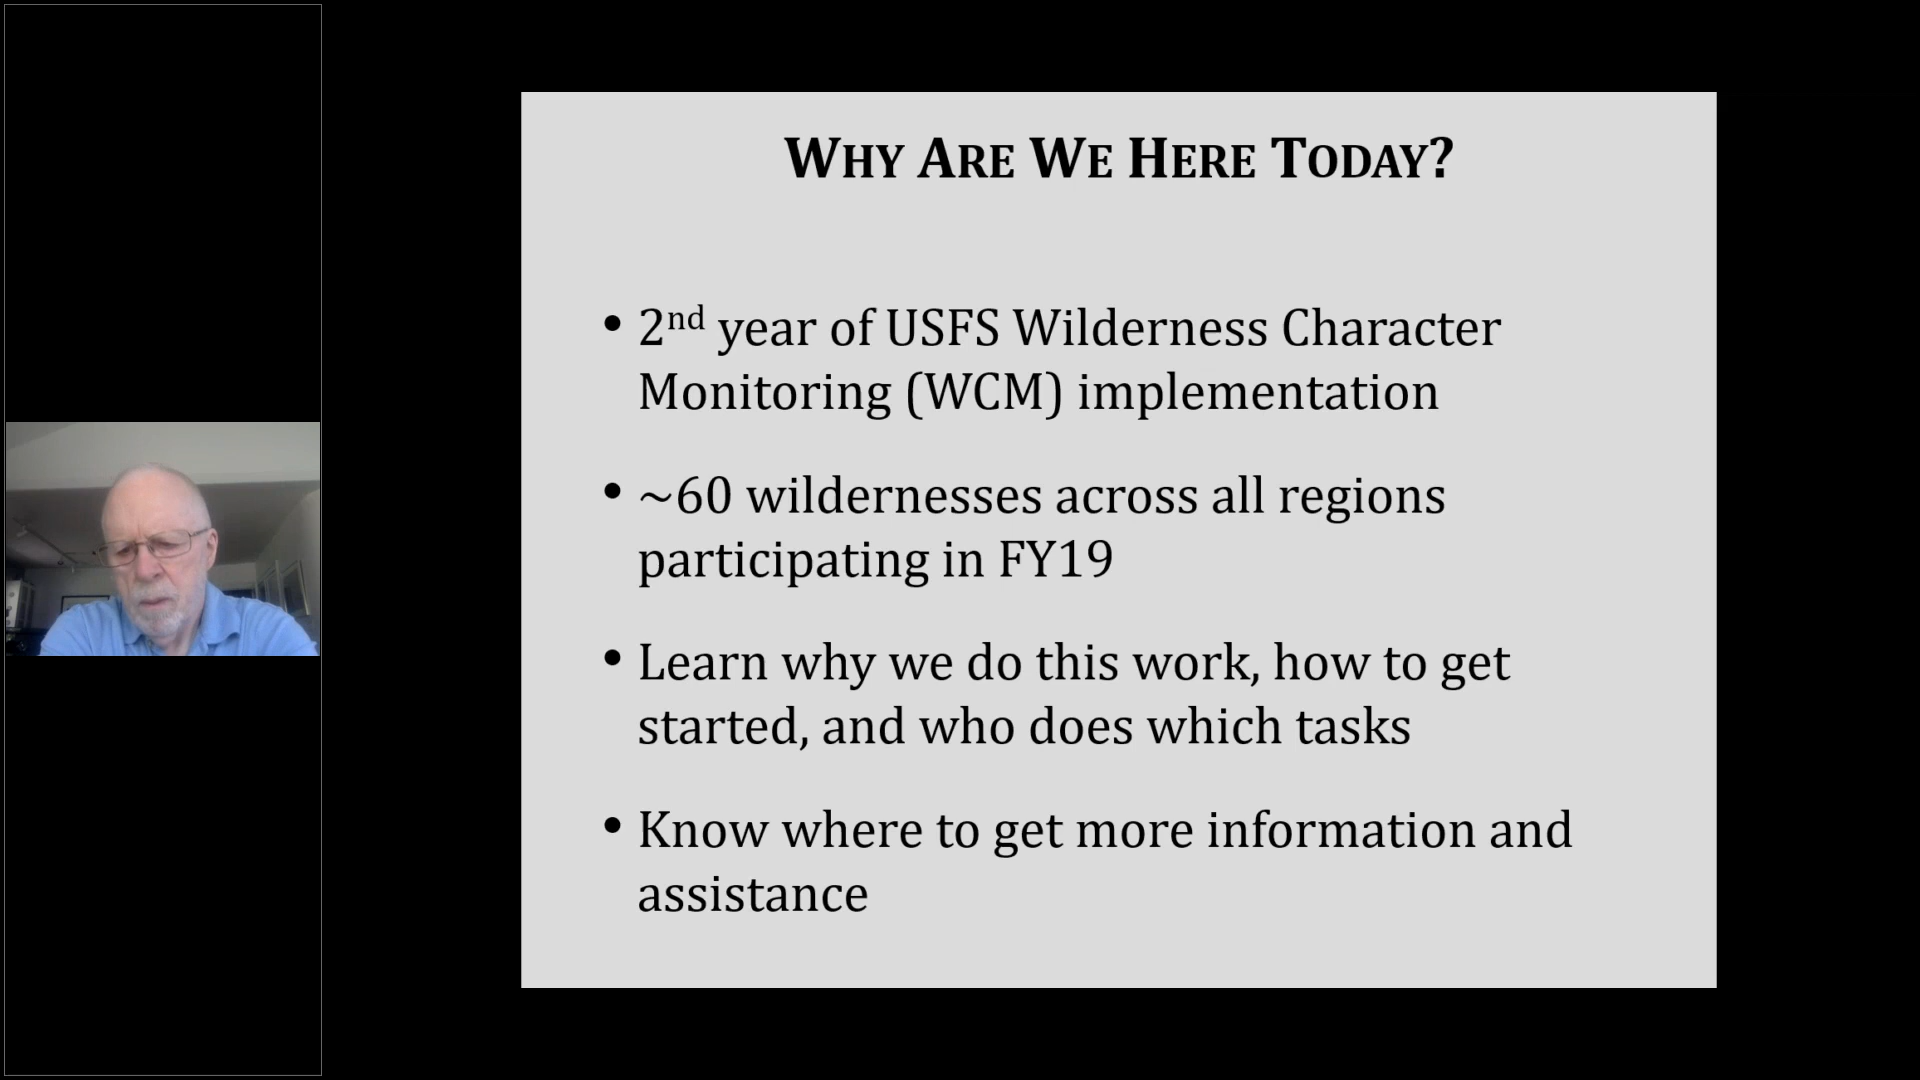 WHY ARE WE HERE TODAY?
• 2nd year of USFS Wilderness Character
Monitoring (WCM) implementation
• ~60 wildernesses across all regions
participating in FY19
• Learn why we do this work, how to get
started, and who does which tasks
• Know where to get more information and
assistance